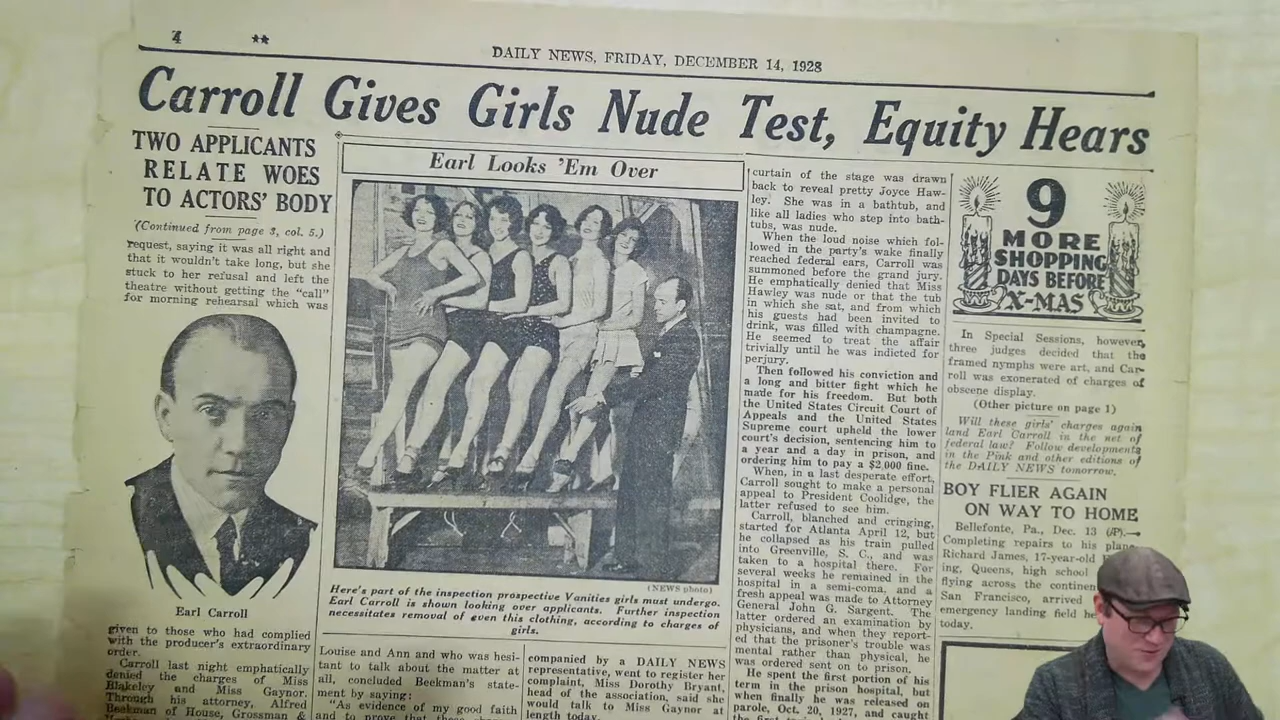 4
**
DAILY NEWS, FRIDAY, DECEMBER 14, 1928
Carroll Gives Girls Nude Test, Equity Hears
TWO APPLICANTS
RELATE WOES
TO ACTORS' BODY
(Continued from page 3, col. 5.)
request, saying it was all right and
that it wouldn't take long, but she
stuck to her refusal and left the
theatre without getting the "call"
for morning rehearsal which was
Earl Carroll
given to those who had complied
with the producer's extraordinary
order.
Carroll last night emphatically
denied the charges of Miss
Blakeley and Miss Gaynor.
Through his attorney, Alfred
Beekman of House, Grossman &
Earl Looks 'Em Over
(NEWS photo)
Here's part of the inspection prospective Vanities girls must undergo.
Earl Carroll is shown looking over applicants. Further inspection
necessitates removal of even this clothing, according to charges of
girls.
Louise and Ann and who was hesi-
tant to talk about the matter at
all, concluded Beekman's state-
ment by saying:
"As evidence of my good faith
and to prove that these
companied by a DAILY NEWS
representative, went to register her
complaint, Miss Dorothy Bryant,
head of the association, said she
would talk to Miss Gaynor at
length today.
curtain of the stage was drawn
back to reveal pretty Joyce Haw-
ley. She was in a bathtub, and
like all ladies who step into bath-
tubs, was nude.
When the loud noise which fol-
lowed in the party's wake finally
reached federal ears, Carroll was
summoned before the grand jury.
He emphatically denied that Miss
Hawley was nude or that the tub
in which she sat, and from which
his guests had been invited to
drink, was filled with champagne.
He seemed to treat the affair
trivially until he was indicted for
perjury.
Then followed his conviction and
a long and bitter fight which he
made for his freedom. But both
the United States Circuit Court of
Appeals and the United States
Supreme court upheld the lower
court's decision, sentencing him to
a year and a day in prison, and
ordering him to pay a $2,000 fine.
When, in a last desperate effort,
Carroll sought to make a personal
appeal to President Coolidge, the
latter refused to see him.
Carroll, blanched and cringing,
started for Atlanta April 12, but
he collapsed as his train pulled
into Greenville, S. C., and was
taken to a hospital there. For
several weeks he remained in the
hospital in a semi-coma, and a
fresh appeal was made to Attorney
General John G. Sargent. The
latter ordered an examination by
physicians, and when they report-
ed that the prisoner's trouble was
mental rather than physical, he
was ordered sent on to prison.
He spent the first portion of his
term in the prison hospital, but
when finally he was released on
parole, Oct. 20, 1927, and caught
9
MORE
SHOPPING
DAYS BEFORE
X-MAS
In Special Sessions, however,
three judges decided that the
framed nymphs were art, and Car-
roll was exonerated of charges of
obscene display.
(Other picture on page 1)
Will these girls' charges again
land Earl Carroll in the net of
federal law? Follow developments
in the Pink and other editions of
the DAILY NEWS tomorrow.
BOY FLIER AGAIN
ON WAY TO HOME
Bellefonte, Pa., Dec. 13 (AP).—
Completing repairs to his plane
Richard James, 17-year-old
ing, Queens, high school
flying across the continen
San Francisco, arrived
emergency landing field he
today.